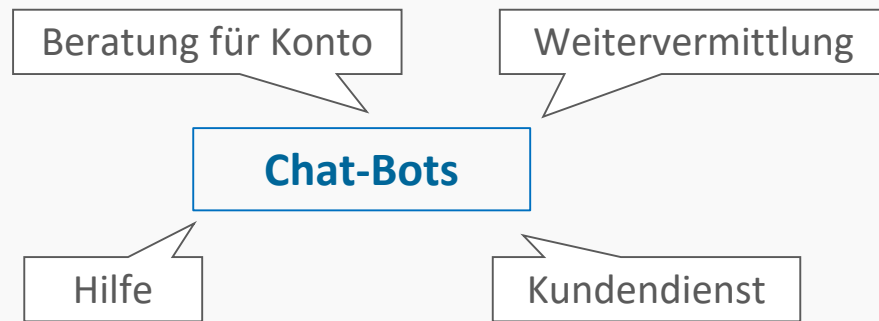 Beratung für Konto
Weitervermittlung
Chat-Bots
Hilfe
Kundendienst